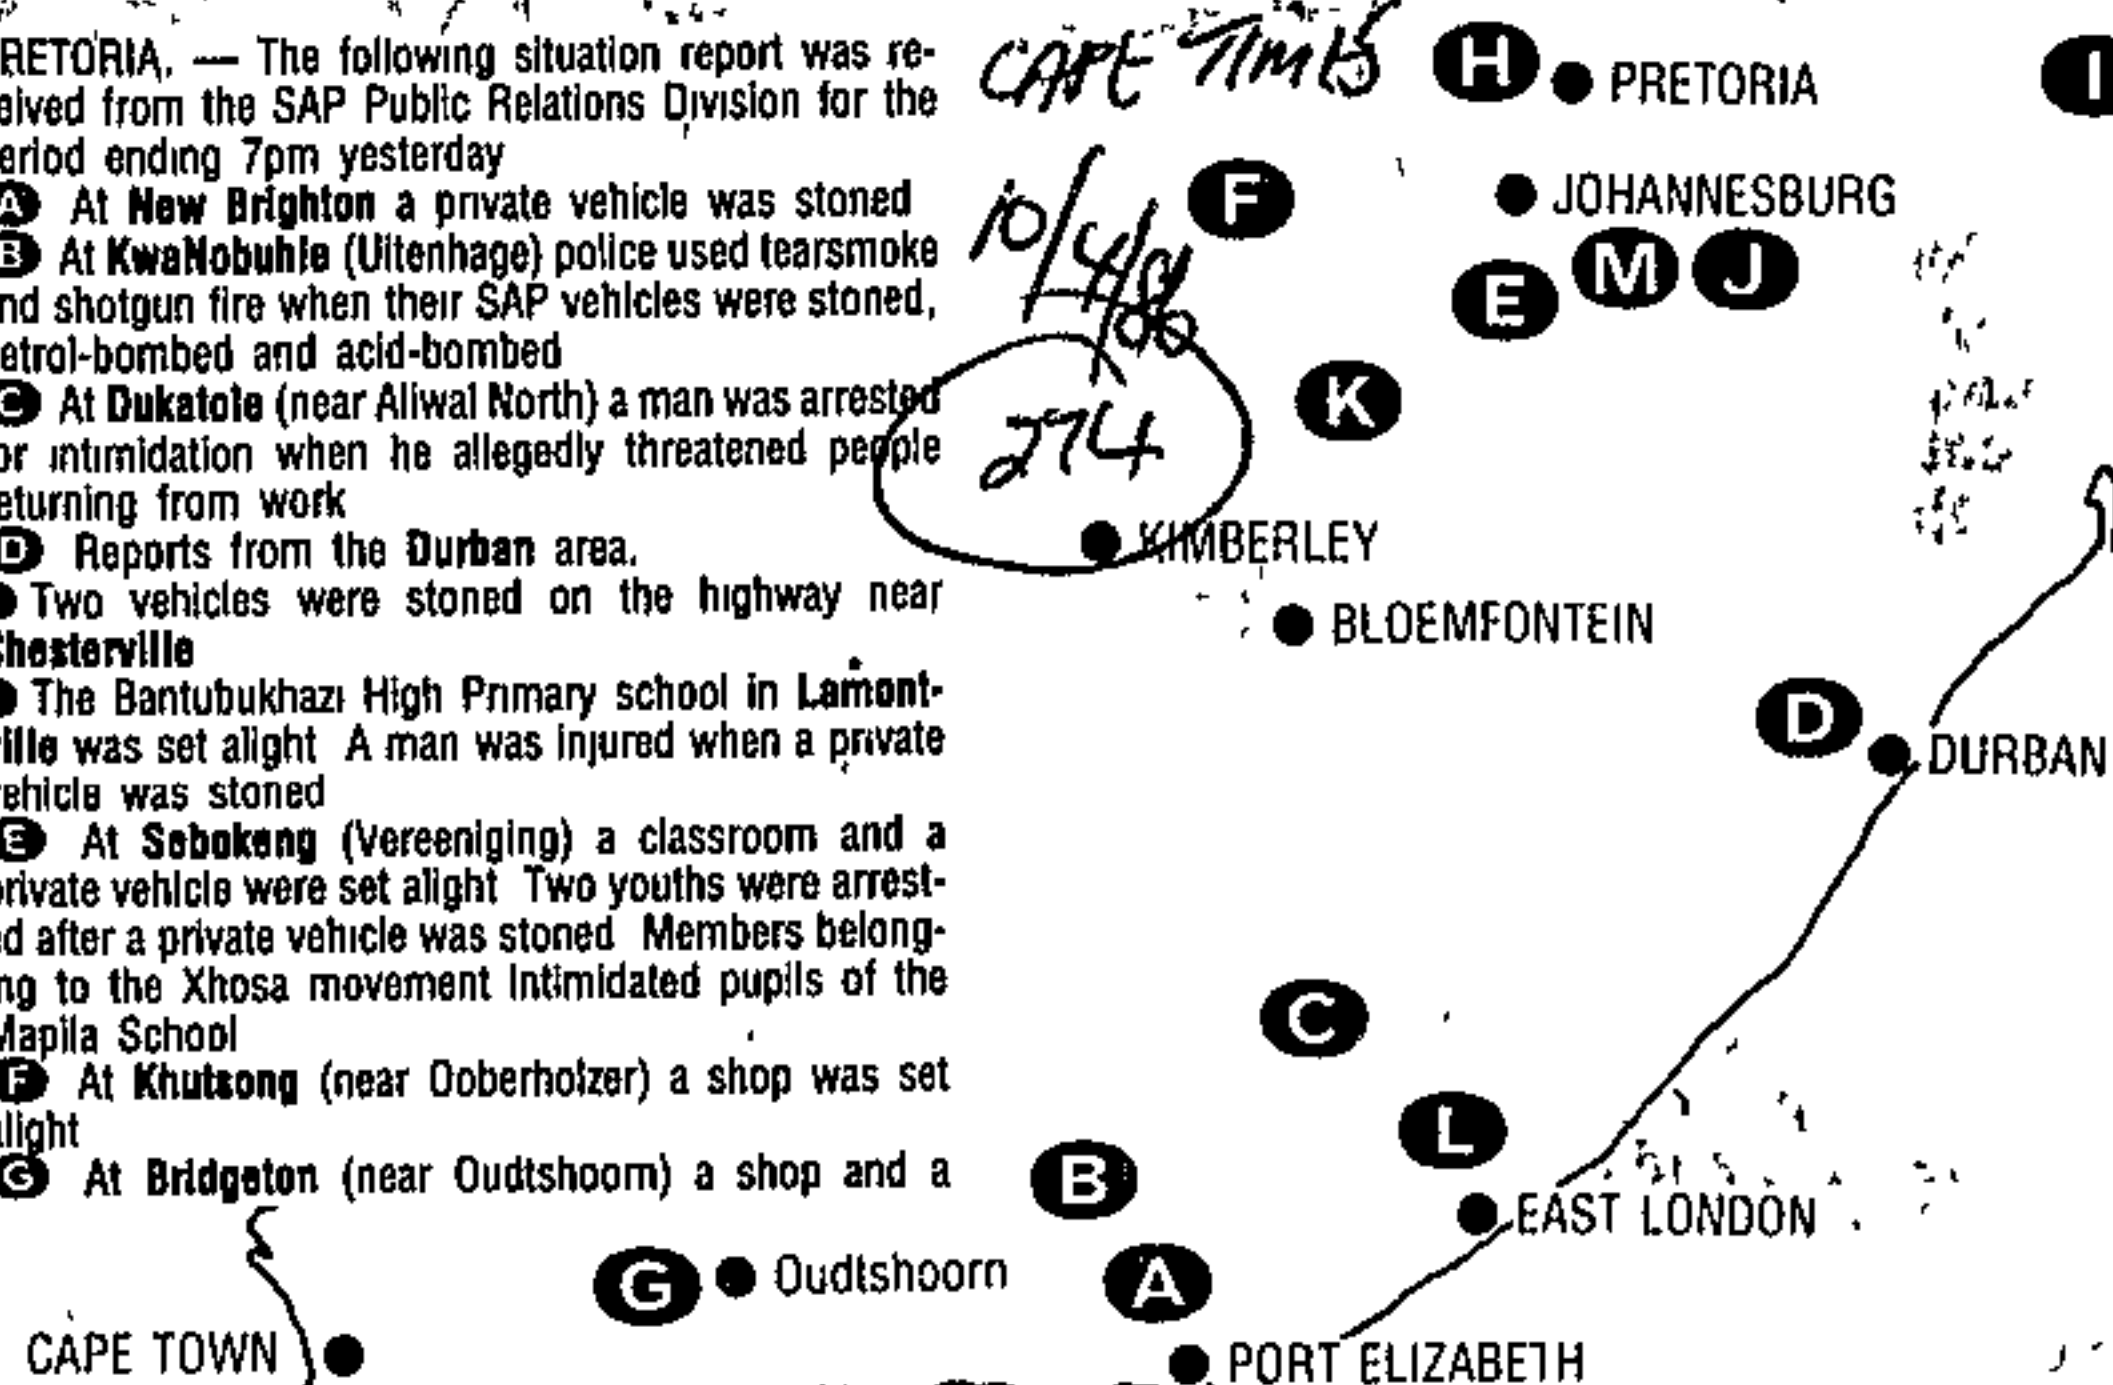 RETORIA. — The following situation report was re-
eived from the SAP Public Relations Division for the
eriod ending 7pm yesterday
A At New Brighton a private vehicle was stoned
B At KwaNobuhle (Uitenhage) police used tearsmoke
nd shotgun fire when their SAP vehicles were stoned,
etrol-bombed and acid-bombed
C At Dukatole (near Aliwal North) a man was arrested
or intimidation when he allegedly threatened people
eturning from work
D Reports from the Durban area.
● Two vehicles were stoned on the highway near
Chesterville
● The Bantubukhazi High Primary school in Lamont-
ville was set alight A man was injured when a private
vehicle was stoned
E At Sebokeng (Vereeniging) a classroom and a
private vehicle were set alight Two youths were arrest-
ed after a private vehicle was stoned Members belong-
ng to the Xhosa movement intimidated pupils of the
Mapila School
F At Khutsong (near Ooberholzer) a shop was set
alight
G At Bridgeton (near Oudtshoorn) a shop and a
CAPE TIMES
10/4/86
274
H PRETORIA
I
F JOHANNESBURG
E M J
K
KIMBERLEY
BLOEMFONTEIN
D DURBAN
C
L
B
EAST LONDON
G Oudtshoorn
A
CAPE TOWN
PORT ELIZABETH